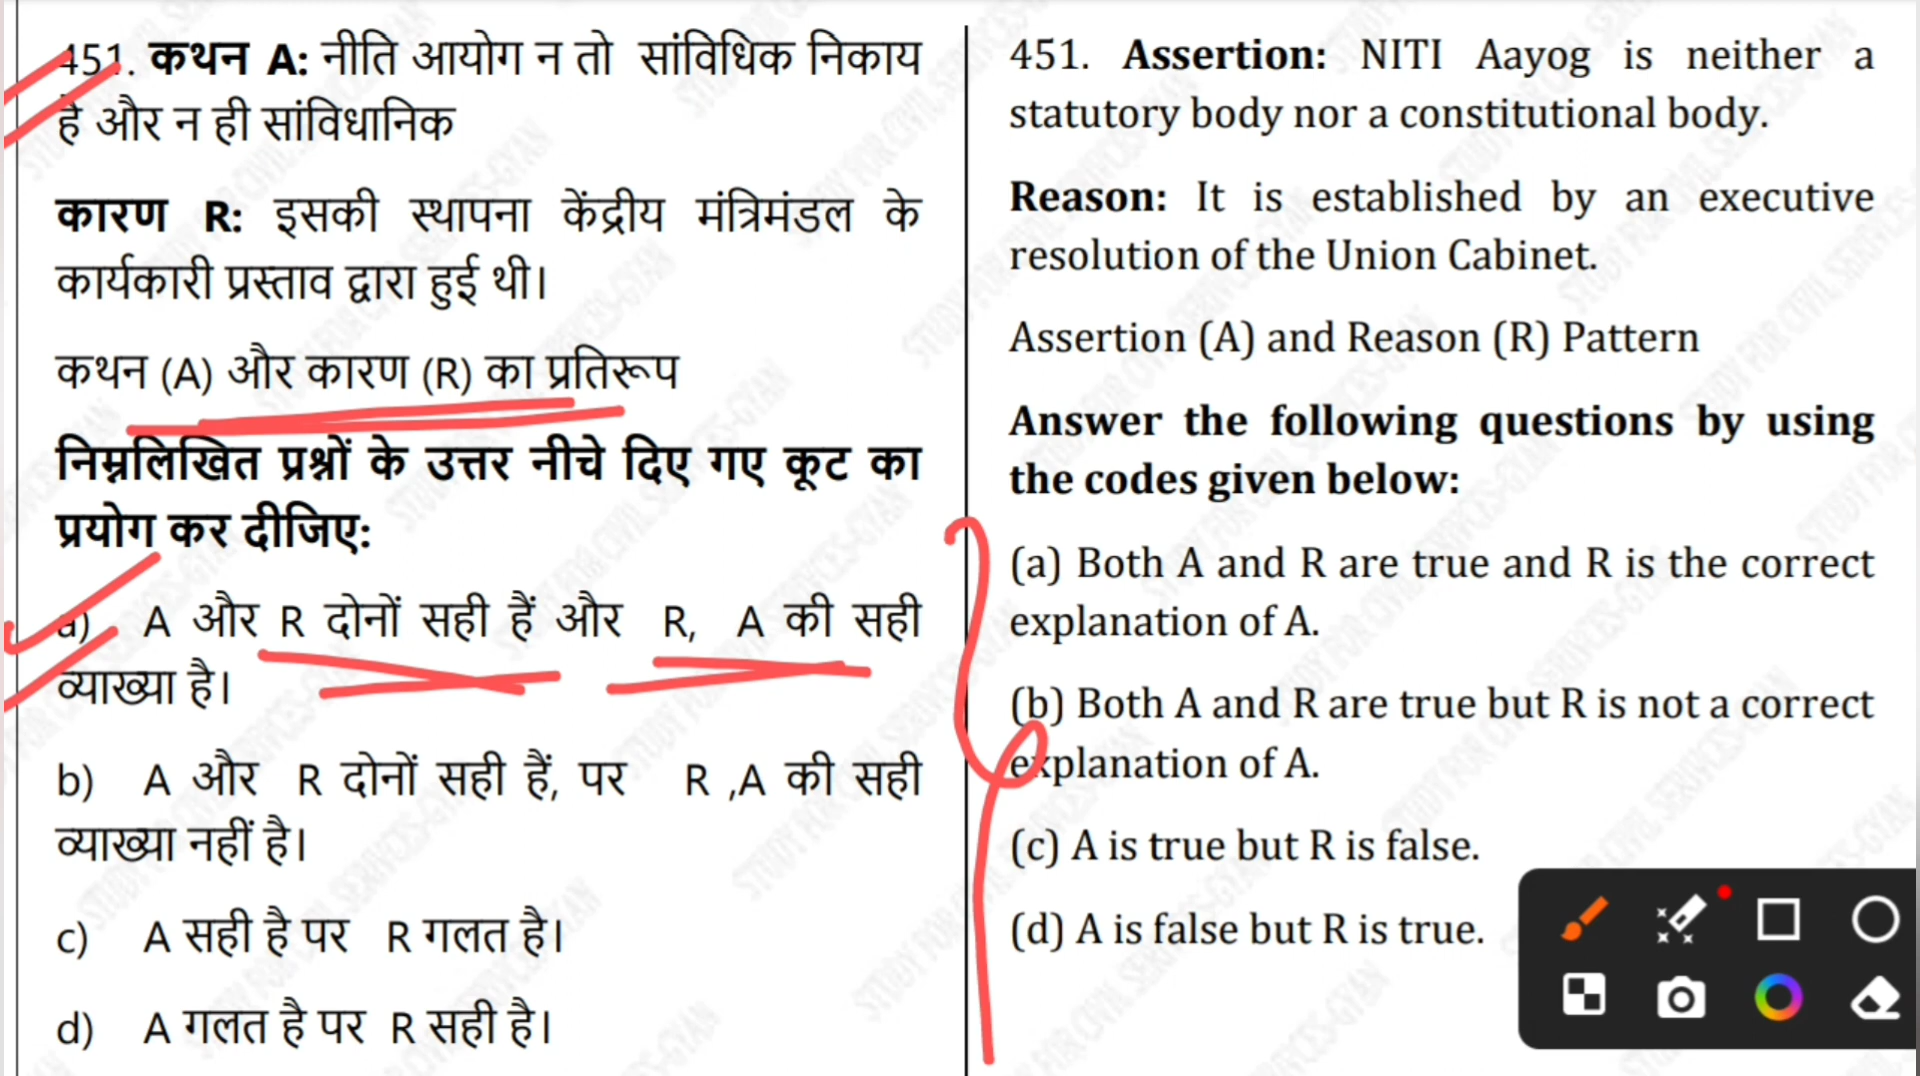 451. कथन A: नीति आयोग न तो सांविधिक निकाय
है और न ही सांविधानिक
कारण R: इसकी स्थापना केंद्रीय मंत्रिमंडल के
कार्यकारी प्रस्ताव द्वारा हुई थी।
कथन (A) और कारण (R) का प्रतिरूप
निम्नलिखित प्रश्नों के उत्तर नीचे दिए गए कूट का
प्रयोग कर दीजिए:
a) A और R दोनों सही हैं और R, A की सही
व्याख्या है।
b) A और R दोनों सही हैं, पर R ,A की सही
व्याख्या नहीं है।
c) A सही है पर R गलत है।
d) A गलत है पर R सही है।
451. Assertion: NITI Aayog is neither a
statutory body nor a constitutional body.
Reason: It is established by an executive
resolution of the Union Cabinet.
Assertion (A) and Reason (R) Pattern
Answer the following questions by using
the codes given below:
(a) Both A and R are true and R is the correct
explanation of A.
(b) Both A and R are true but R is not a correct
explanation of A.
(c) A is true but R is false.
(d) A is false but R is true.